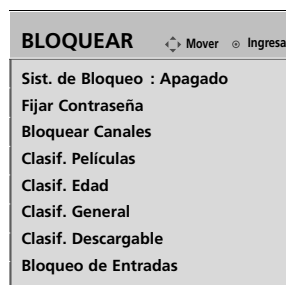 BLOQUEAR Mover Ingresa
Sist. de Bloqueo : Apagado
Fijar Contraseña
Bloquear Canales
Clasif. Películas
Clasif. Edad
Clasif. General
Clasif. Descargable
Bloqueo de Entradas